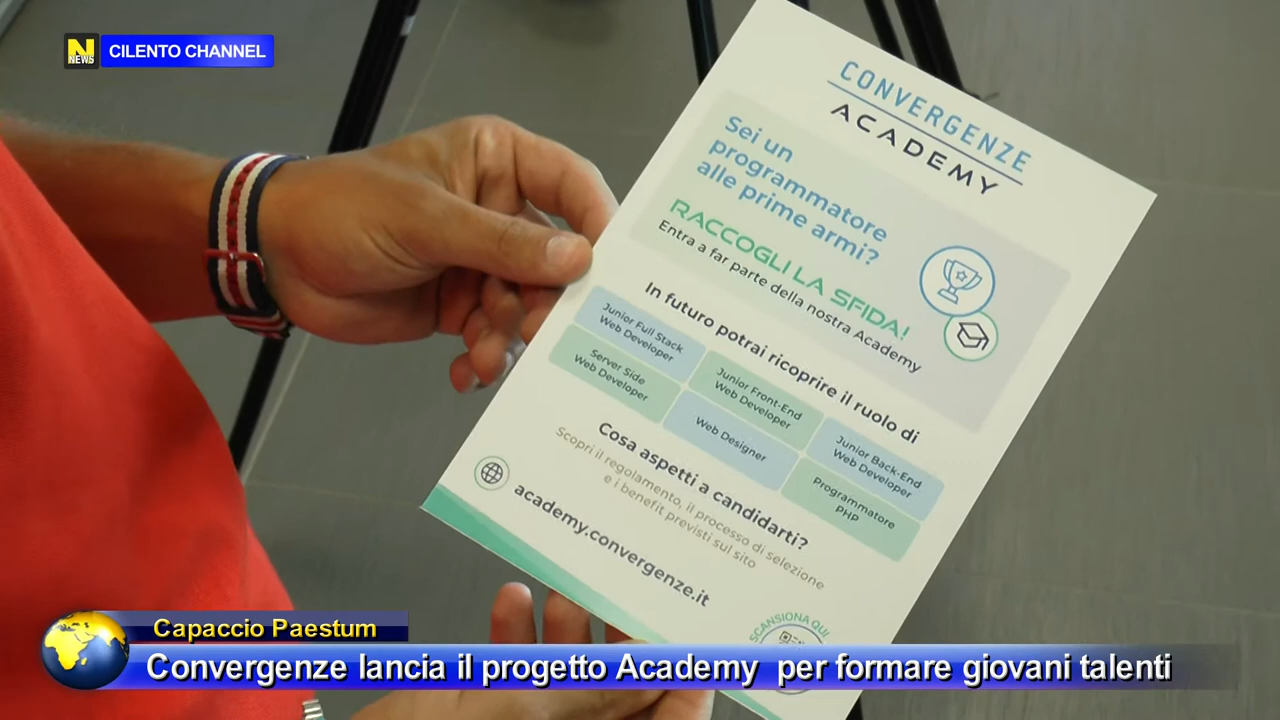 N
NEWS
CILENTO CHANNEL
CONVERGENZE
ACADEMY
Sei un
programmatore
alle prime armi?
RACCOGLI LA SFIDA!
Entra a far parte della nostra Academy
In futuro potrai ricoprire il ruolo di
Junior Full Stack
Web Developer
Junior Front-End
Web Developer
Junior Back-End
Web Developer
Server Side
Web Developer
Web Designer
Programmatore
PHP
Cosa aspetti a candidarti?
Scopri il regolamento, il processo di selezione
e i benefit previsti sul sito
academy.convergenze.it
SCANSIONA QUI
Capaccio Paestum
Convergenze lancia il progetto Academy per formare giovani talenti